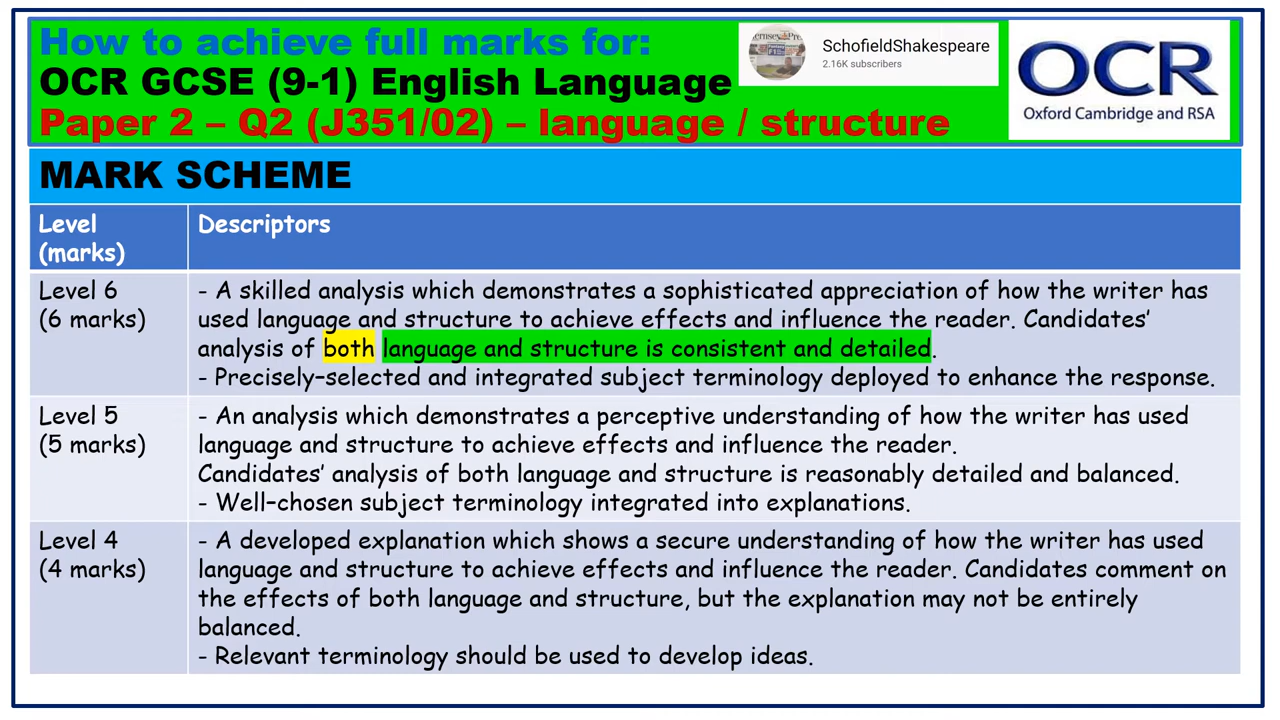 How to achieve full marks for:
OCR GCSE (9-1) English Language
Paper 2 – Q2 (J351/02) – language / structure
SchofieldShakespeare
2.16K subscribers
OCR
Oxford Cambridge and RSA
MARK SCHEME
Level
(marks)
Descriptors
Level 6
(6 marks)
- A skilled analysis which demonstrates a sophisticated appreciation of how the writer has
used language and structure to achieve effects and influence the reader. Candidates’
analysis of both language and structure is consistent and detailed.
- Precisely–selected and integrated subject terminology deployed to enhance the response.
Level 5
(5 marks)
- An analysis which demonstrates a perceptive understanding of how the writer has used
language and structure to achieve effects and influence the reader.
Candidates’ analysis of both language and structure is reasonably detailed and balanced.
- Well–chosen subject terminology integrated into explanations.
Level 4
(4 marks)
- A developed explanation which shows a secure understanding of how the writer has used
language and structure to achieve effects and influence the reader. Candidates comment on
the effects of both language and structure, but the explanation may not be entirely
balanced.
- Relevant terminology should be used to develop ideas.